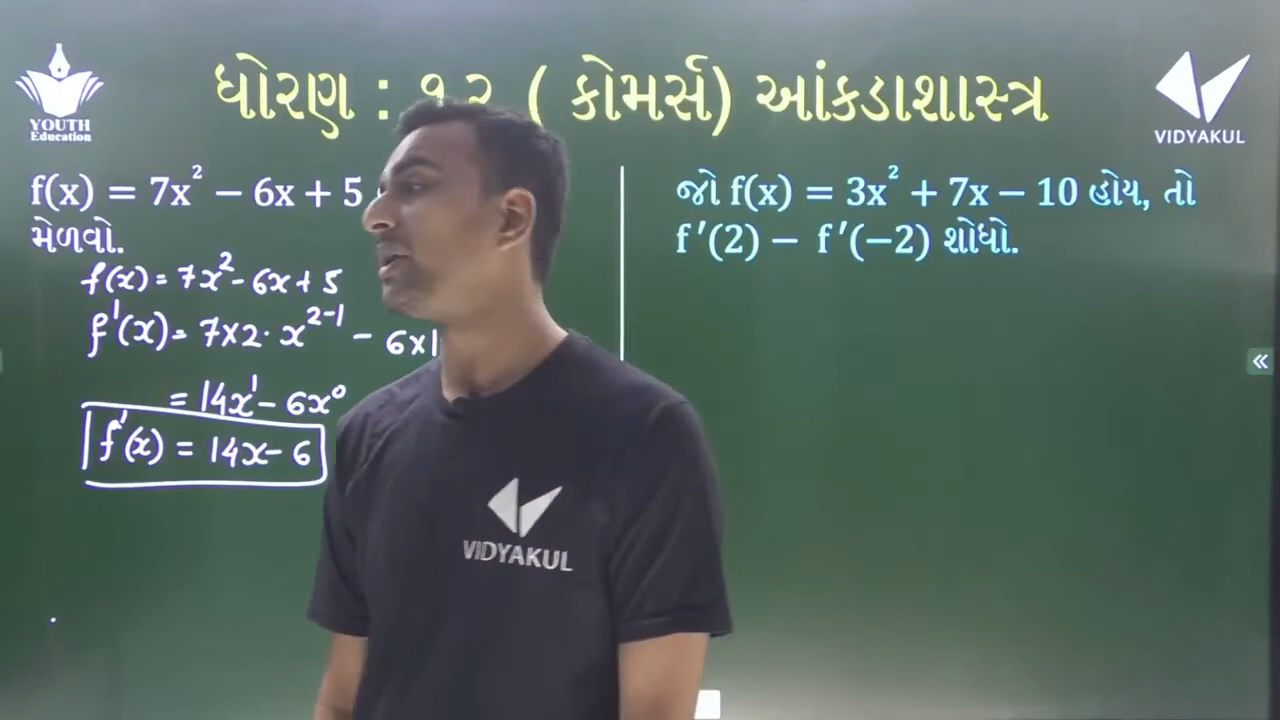 YOUTH
Education
ધોરણ : ૧૨ ( કોમર્સ) આંકડાશાસ્ત્ર
VIDYAKUL
f(x) = 7x² − 6x + 5
મેળવો.
f(x) = 7x² - 6x + 5
f'(x) = 7×2· x²⁻¹ - 6×1
= 14x¹ - 6x⁰
f'(x) = 14x - 6
જો f(x) = 3x² + 7x − 10 હોય, તો
f ′(2) − f ′(−2) શોધો.
VIDYAKUL